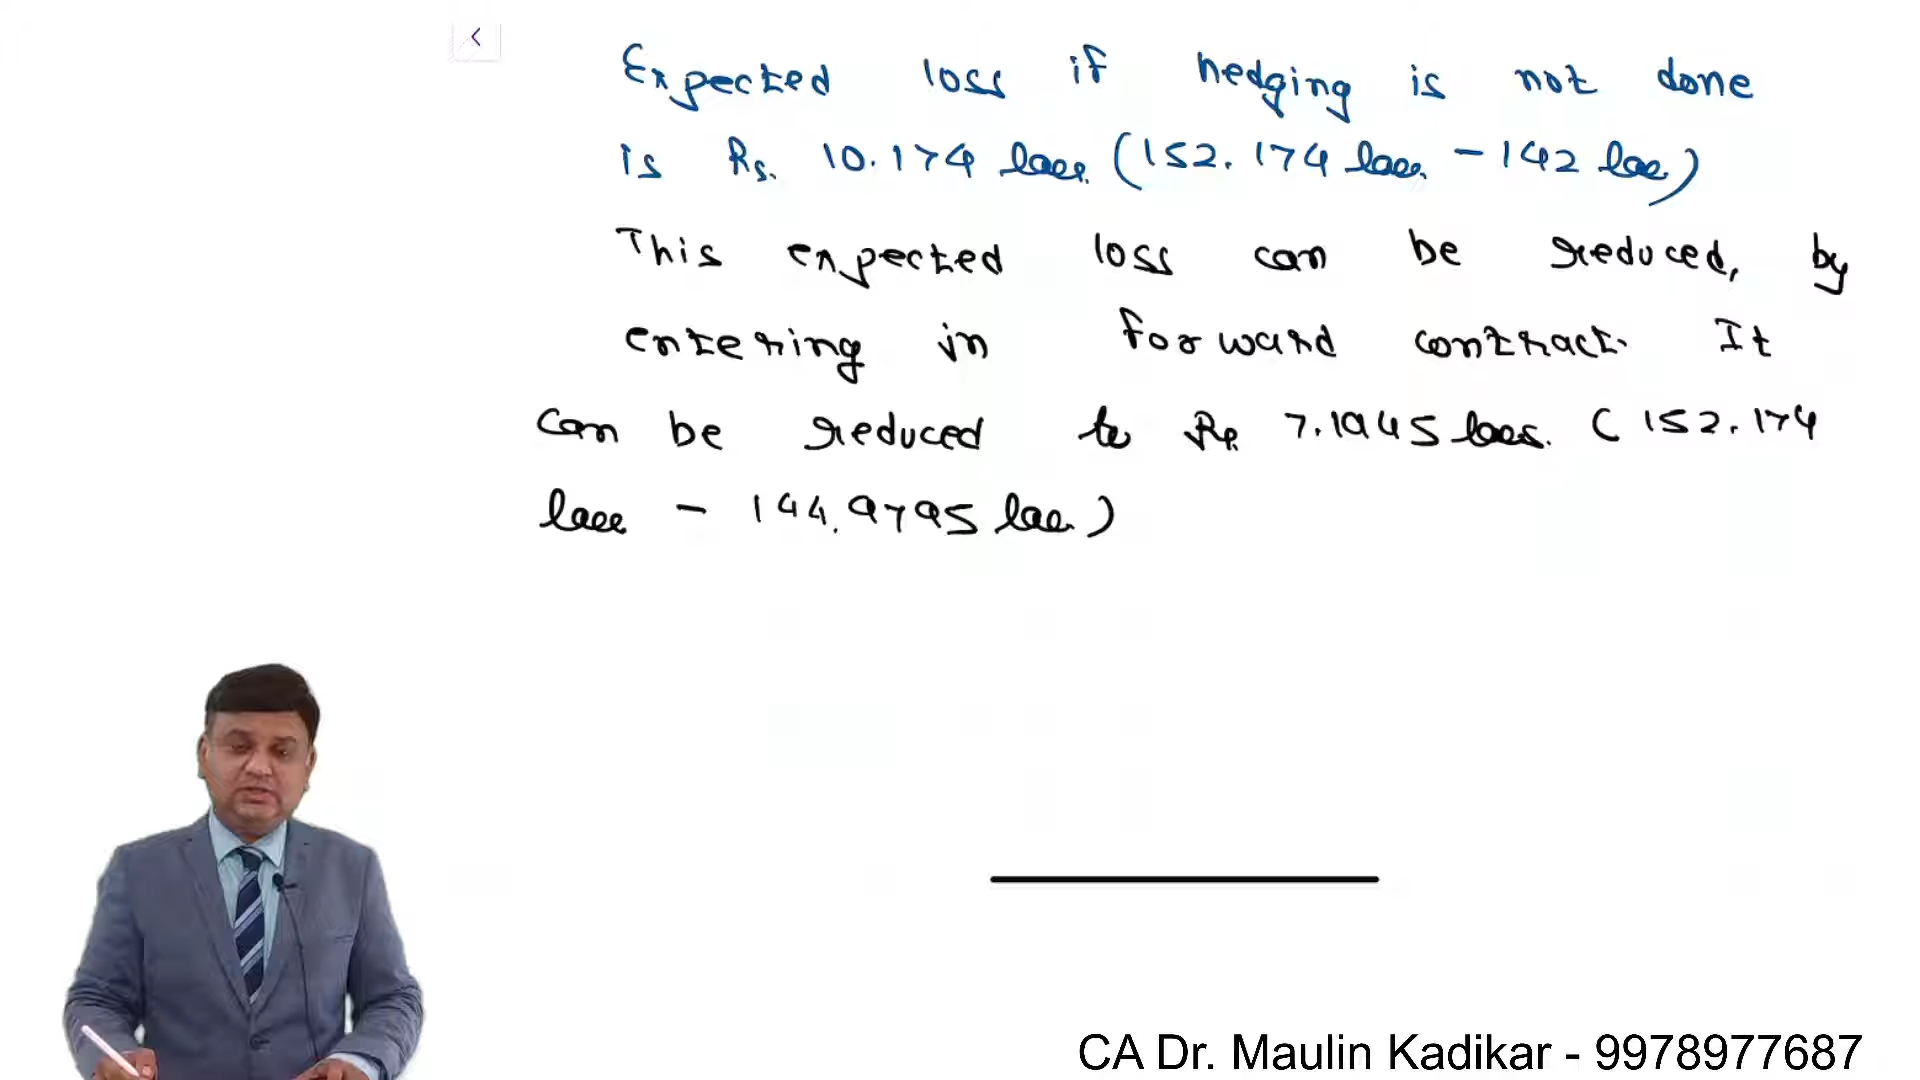 Expected loss if hedging is not done
is Rs. 10.174 lacs. (152.174 lacs. - 142 lac.)
This expected loss can be reduced, by
entering in forward contract. It
can be reduced to Rs. 7.1945 lacs. (152.174
lacs - 144.9795 lac.)
CA Dr. Maulin Kadikar - 9978977687